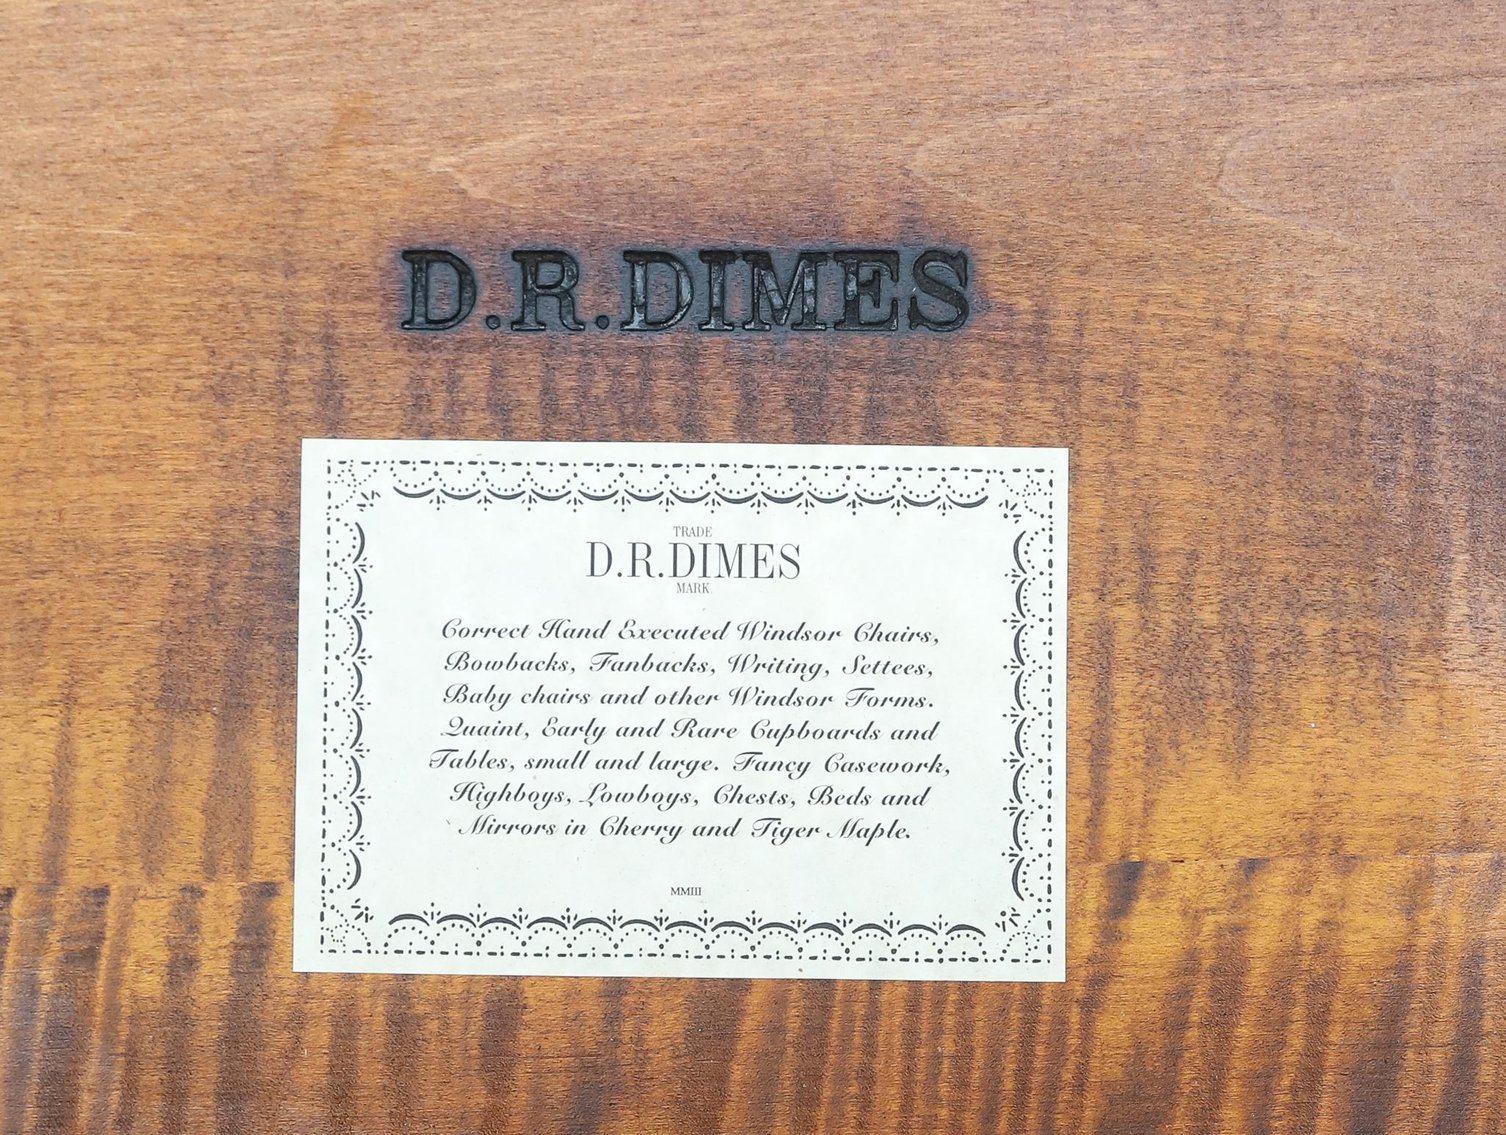 D.R.DIMES
TRADE
D.R.DIMES
MARK
Correct Hand Executed Windsor Chairs,
Bowbacks, Fanbacks, Writing, Settees,
Baby chairs and other Windsor Forms.
Quaint, Early and Rare Cupboards and
Tables, small and large. Fancy Casework,
Highboys, Lowboys, Chests, Beds and
Mirrors in Cherry and Tiger Maple.
MMIII